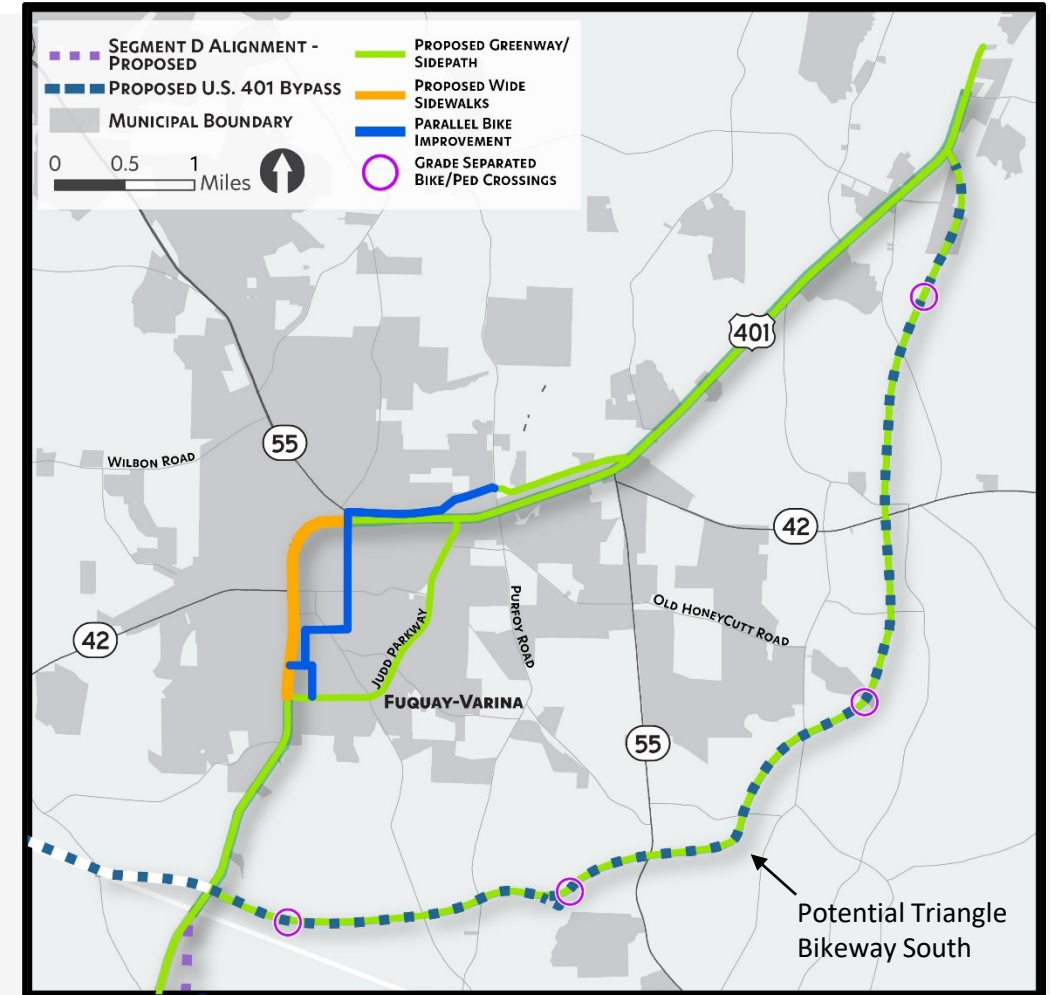 SEGMENT D ALIGNMENT -
PROPOSED
PROPOSED U.S. 401 BYPASS
MUNICIPAL BOUNDARY
0 0.5 1
Miles
PROPOSED GREENWAY/
SIDEPATH
PROPOSED WIDE
SIDEWALKS
PARALLEL BIKE
IMPROVEMENT
GRADE SEPARATED
BIKE/PED CROSSINGS
401
55
WILBON ROAD
42
PURFOY ROAD
OLD HONEYCUTT ROAD
42
JUDD PARKWAY
FUQUAY-VARINA
55
Potential Triangle
Bikeway South